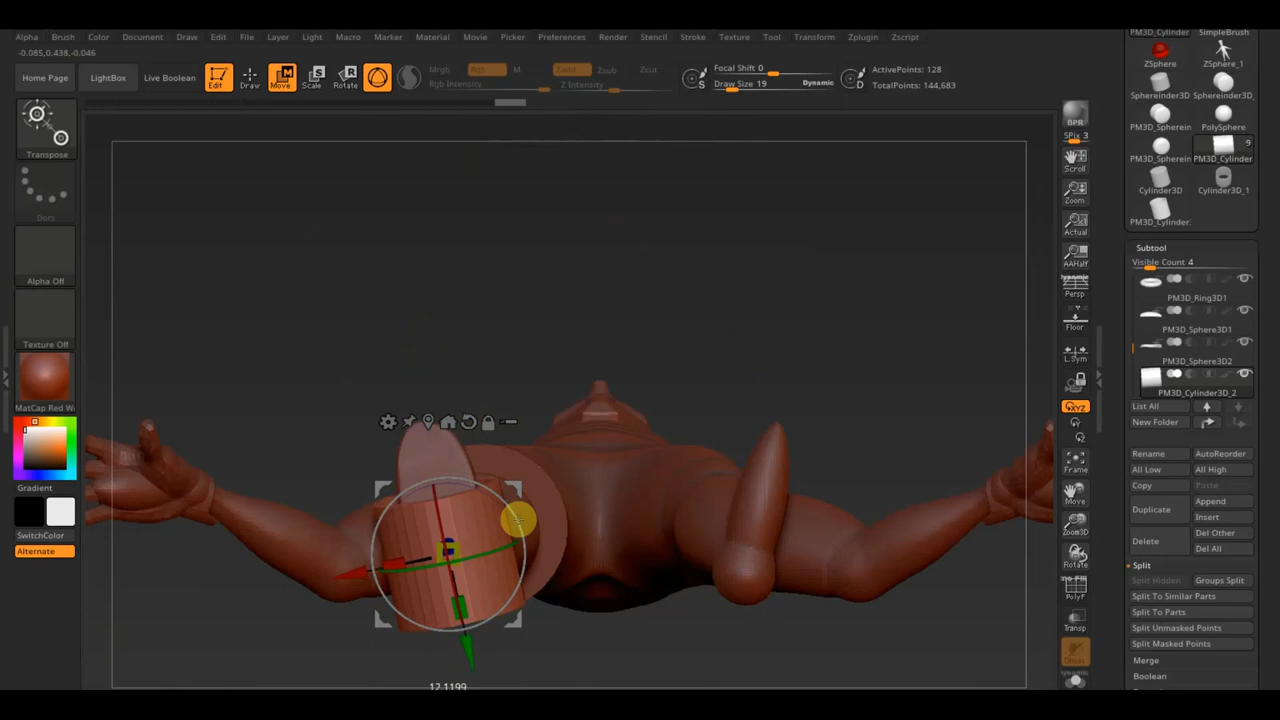 Alpha Brush Color Document Draw Edit File Layer Light Macro Marker Material Movie Picker Preferences Render Stencil Stroke Texture Tool Transform Zplugin Zscript
-0.085,0.438,-0.046
Home Page LightBox Live Boolean Edit Draw Move Scale Rotate
Mrgb Rgb M Zadd Zsub Zcut
Rgb Intensity Z Intensity
Focal Shift 0
Draw Size 19 Dynamic
ActivePoints: 128
TotalPoints: 144,683
Transpose
Dots
Alpha Off
Texture Off
MatCap Red W
Gradient
SwitchColor
Alternate
12.1199
BPR
SPix 3
Scroll
Zoom
Actual
AAHalf
Persp
Floor
L.Sym
XYZ
Frame
Move
Zoom3D
Rotate
PolyF
Transp
PM3D_Cylinder SimpleBrush
ZSphere ZSphere_1
Sphereinder3D Sphereinder3D_
PM3D_Spherein PolySphere
9
PM3D_Spherein PM3D_Cylinder
Cylinder3D Cylinder3D_1
PM3D_Cylinder
Subtool
Visible Count 4
PM3D_Ring3D1
PM3D_Sphere3D1
PM3D_Sphere3D2
PM3D_Cylinder3D_2
List All
New Folder
Rename AutoReorder
All Low All High
Copy Paste
Duplicate Append
Insert
Delete Del Other
Del All
Split
Split Hidden Groups Split
Split To Similar Parts
Split To Parts
Split Unmasked Points
Split Masked Points
Merge
Boolean